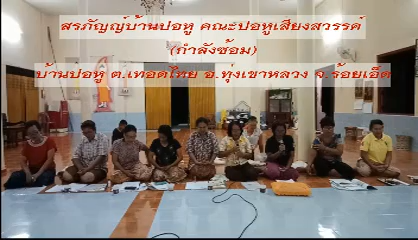 สรภัญญ์บ้านปอหู คณะปอหูเสียงสวรรค์
(กำลังซ้อม)
บ้านปอหู ต.เทอดไทย อ.ทุ่งเขาหลวง จ.ร้อยเอ็ด